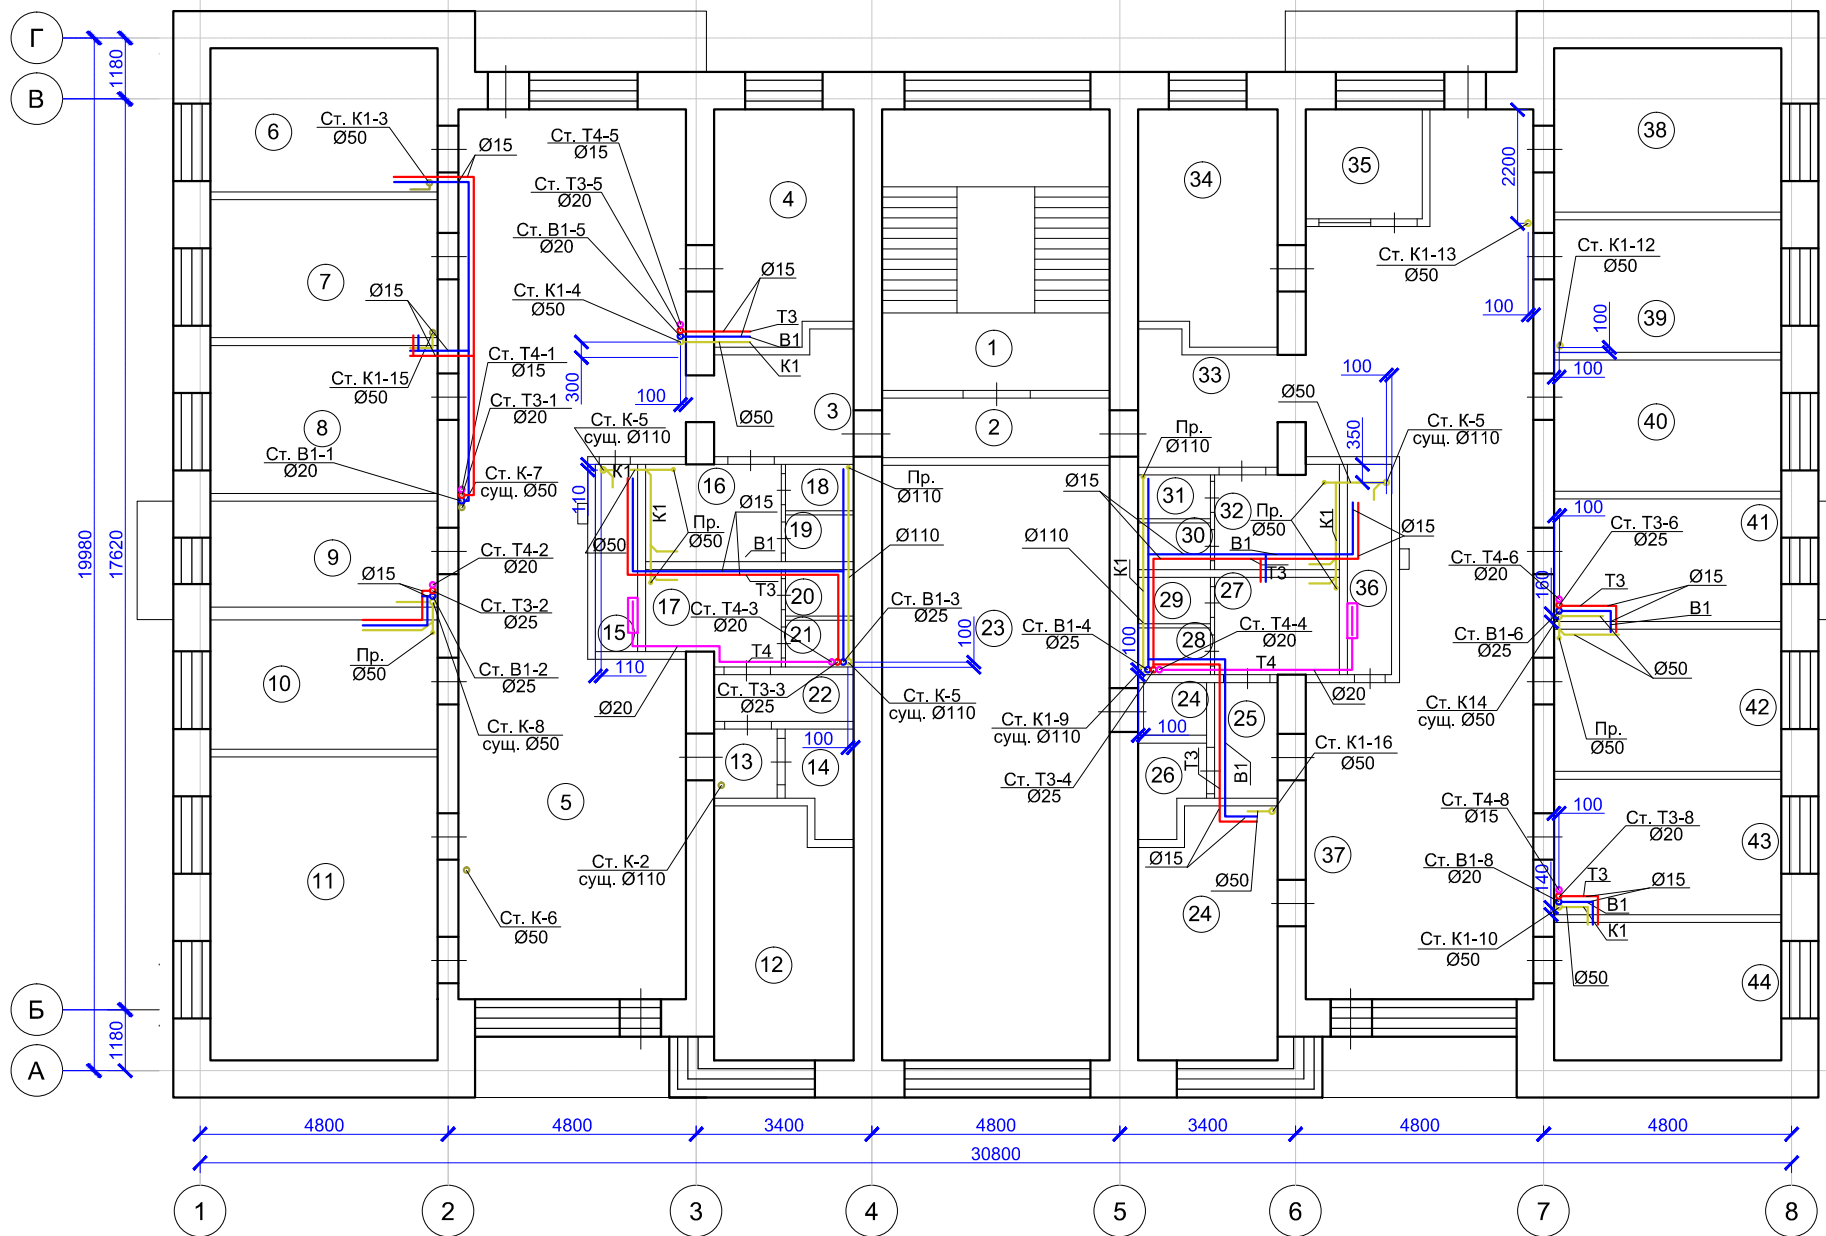 Г
1180
В
6
Ст. К1-3
Ø50
Ø15
Ст. Т4-5
Ø15
Ст. Т3-5
Ø20
Ст. В1-5
Ø20
Ст. К1-4
Ø50
4
Ø15
Т3
В1
К1
300
100
Ø50
3
7
Ø15
Ст. Т4-1
Ø15
Ст. К1-15
Ø50
Ст. Т3-1
Ø20
8
Ст. В1-1
Ø20
Ст. К-7
сущ. Ø50
Ст. К-5
сущ. Ø110
1
2
34
35
33
2200
Ст. К1-13
Ø50
100
38
Ст. К1-12
Ø50
100
39
100
40
100
Ø50
350
Ст. К-5
сущ. Ø110
Пр.
Ø110
Пр.
Ø110
К1
110
16
18
Ø15
К1
Пр.
Ø50
19
Ø50
В1
Ø110
Т3
17
20
Ст. Т4-3
Ø20
21
15
110
Т4
Ст. В1-3
Ø25
23
100
Ø20
Ст. Т3-3
Ø25
22
Ст. К-5
сущ. Ø110
100
13
14
9
Ст. Т4-2
Ø20
Ø15
Ст. Т3-2
Ø25
Пр.
Ø50
Ст. В1-2
Ø25
10
Ст. К-8
сущ. Ø50
5
11
Ст. К-6
Ø50
Ст. К-2
сущ. Ø110
12
Ø15
31
32
Пр.
Ø50
К1
Ø15
30
В1
Т3
Ø110
К1
29
27
36
Ст. В1-4
Ø25
100
28
Ст. Т4-4
Ø20
Т4
Ø20
24
25
Ст. К1-9
сущ. Ø110
100
Ст. К1-16
Ø50
26
Т3
В1
Ст. Т3-4
Ø25
Ø15
Ø50
37
24
100
Ст. Т3-6
Ø25
41
Ст. Т4-6
Ø20
160
Т3
Ø15
В1
Ст. В1-6
Ø25
Ø50
Ст. К14
сущ. Ø50
Пр.
Ø50
42
Ст. Т4-8
Ø15
100
Ст. Т3-8
Ø20
43
Ст. В1-8
Ø20
140
Т3
Ø15
В1
К1
Ст. К1-10
Ø50
Ø50
44
19980
17620
Б
1180
А
4800
4800
3400
4800
3400
4800
4800
30800
1
2
3
4
5
6
7
8